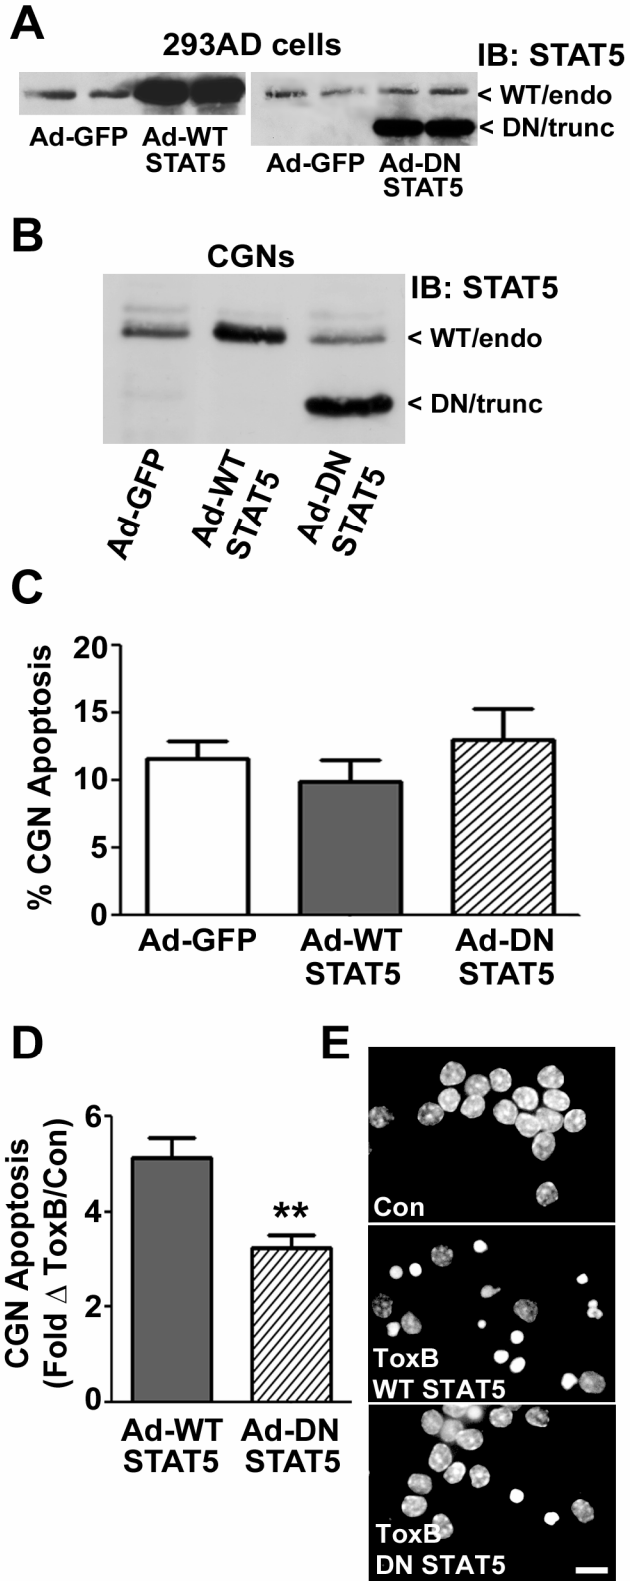 A
293AD cells
IB: STAT5
< WT/endo
< DN/trunc
Ad-GFP
Ad-WT
STAT5
Ad-GFP
Ad-DN
STAT5
B
CGNs
IB: STAT5
< WT/endo
< DN/trunc
Ad-GFP
Ad-WT
STAT5
Ad-DN
STAT5
C
% CGN Apoptosis
20
15
10
5
0
Ad-GFP
Ad-WT
STAT5
Ad-DN
STAT5
D
CGN Apoptosis
(Fold Δ ToxB/Con)
6
4
2
0
**
Ad-WT
STAT5
Ad-DN
STAT5
E
Con
ToxB
WT STAT5
ToxB
DN STAT5